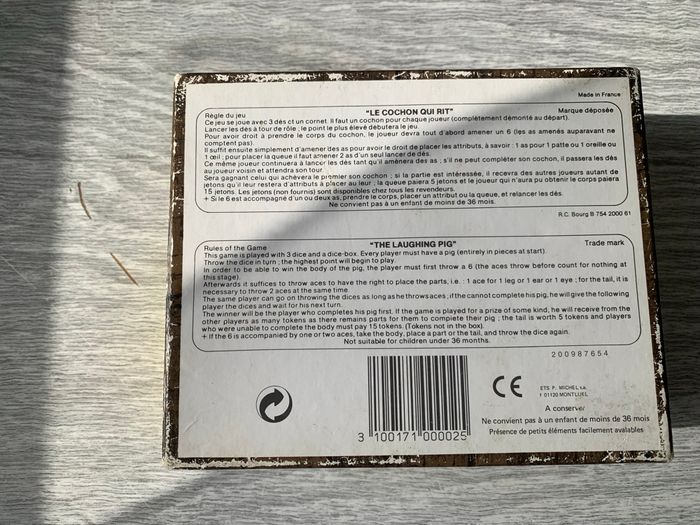 Made in France
Règle du jeu "LE COCHON QUI RIT" Marque déposée
Ce jeu se joue avec 3 dés ct un cornet. Il faut un cochon pour chaque joueur (complètement démonté au départ).
Lancer les dés à tour de rôle ; le point le plus élevé débutera le jeu.
Pour avoir droit à prendre le corps du cochon, le joueur devra tout d'abord amener un 6 (les as amenés auparavant ne
comptent pas).
Il suffit ensuite simplement d'amener des as pour avoir le droit de placer les attributs, à savoir : 1 as pour 1 patte ou 1 oreille ou
1 œil ; pour placer la queue il faut amener 2 as d'un seul lancer de dés.
Ce même joueur continuera à lancer les dés tant qu'il amènera des as ; s'il ne peut compléter son cochon, il passera les dés
au joueur voisin et attendra son tour.
Sera gagnant celui qui achèvera le premier son cochon ; si la partie est intéressée, il recevra des autres joueurs autant de
jetons qu'il leur restera d'attributs à placer au leur ; la queue paiera 5 jetons et le joueur qui n'aura pu obtenir le corps paiera
15 jetons. Les jetons (non fournis) sont disponibles chez tous les revendeurs.
+ Si le 6 est accompagné d'un ou deux as, prendre le corps, placer un attribut ou la queue, et relancer les dés.
Ne convient pas à un enfant de moins de 36 mois.
R.C. Bourg B 754 2000 61
Rules of the Game "THE LAUGHING PIG" Trade mark
This game is played with 3 dice and a dice-box. Every player must have a pig (entirely in pieces at start).
Throw the dice in turn ; the highest point will begin to play.
In order to be able to win the body of the pig, the player must first throw a 6 (the aces throw before count for nothing at
this stage).
Afterwards it suffices to throw aces to have the right to place the parts, i.e. : 1 ace for 1 leg or 1 ear or 1 eye ; for the tail, it is
necessary to throw 2 aces at the same time.
The same player can go on throwing the dices as long as he throws aces ; if the cannot complete his pig, he will give the following
player the dices and wait for his next turn.
The winner will be the player who completes his pig first. If the game is played for a prize of some kind, he will receive from the
other players as many tokens as there remains parts for them to complete their pig ; the tail is worth 5 tokens and players
who were unable to complete the body must pay 15 tokens. (Tokens not in the box).
+ If the 6 is accompanied by one or two aces, take the body, place a part or the tail, and throw the dice again.
Not suitable for children under 36 months.
200987654
CE
ETS P. MICHEL s.a.
F 01120 MONTLUEL
3 100171 000025
A conserver
Ne convient pas à un enfant de moins de 36 mois
Présence de petits éléments facilement avalables